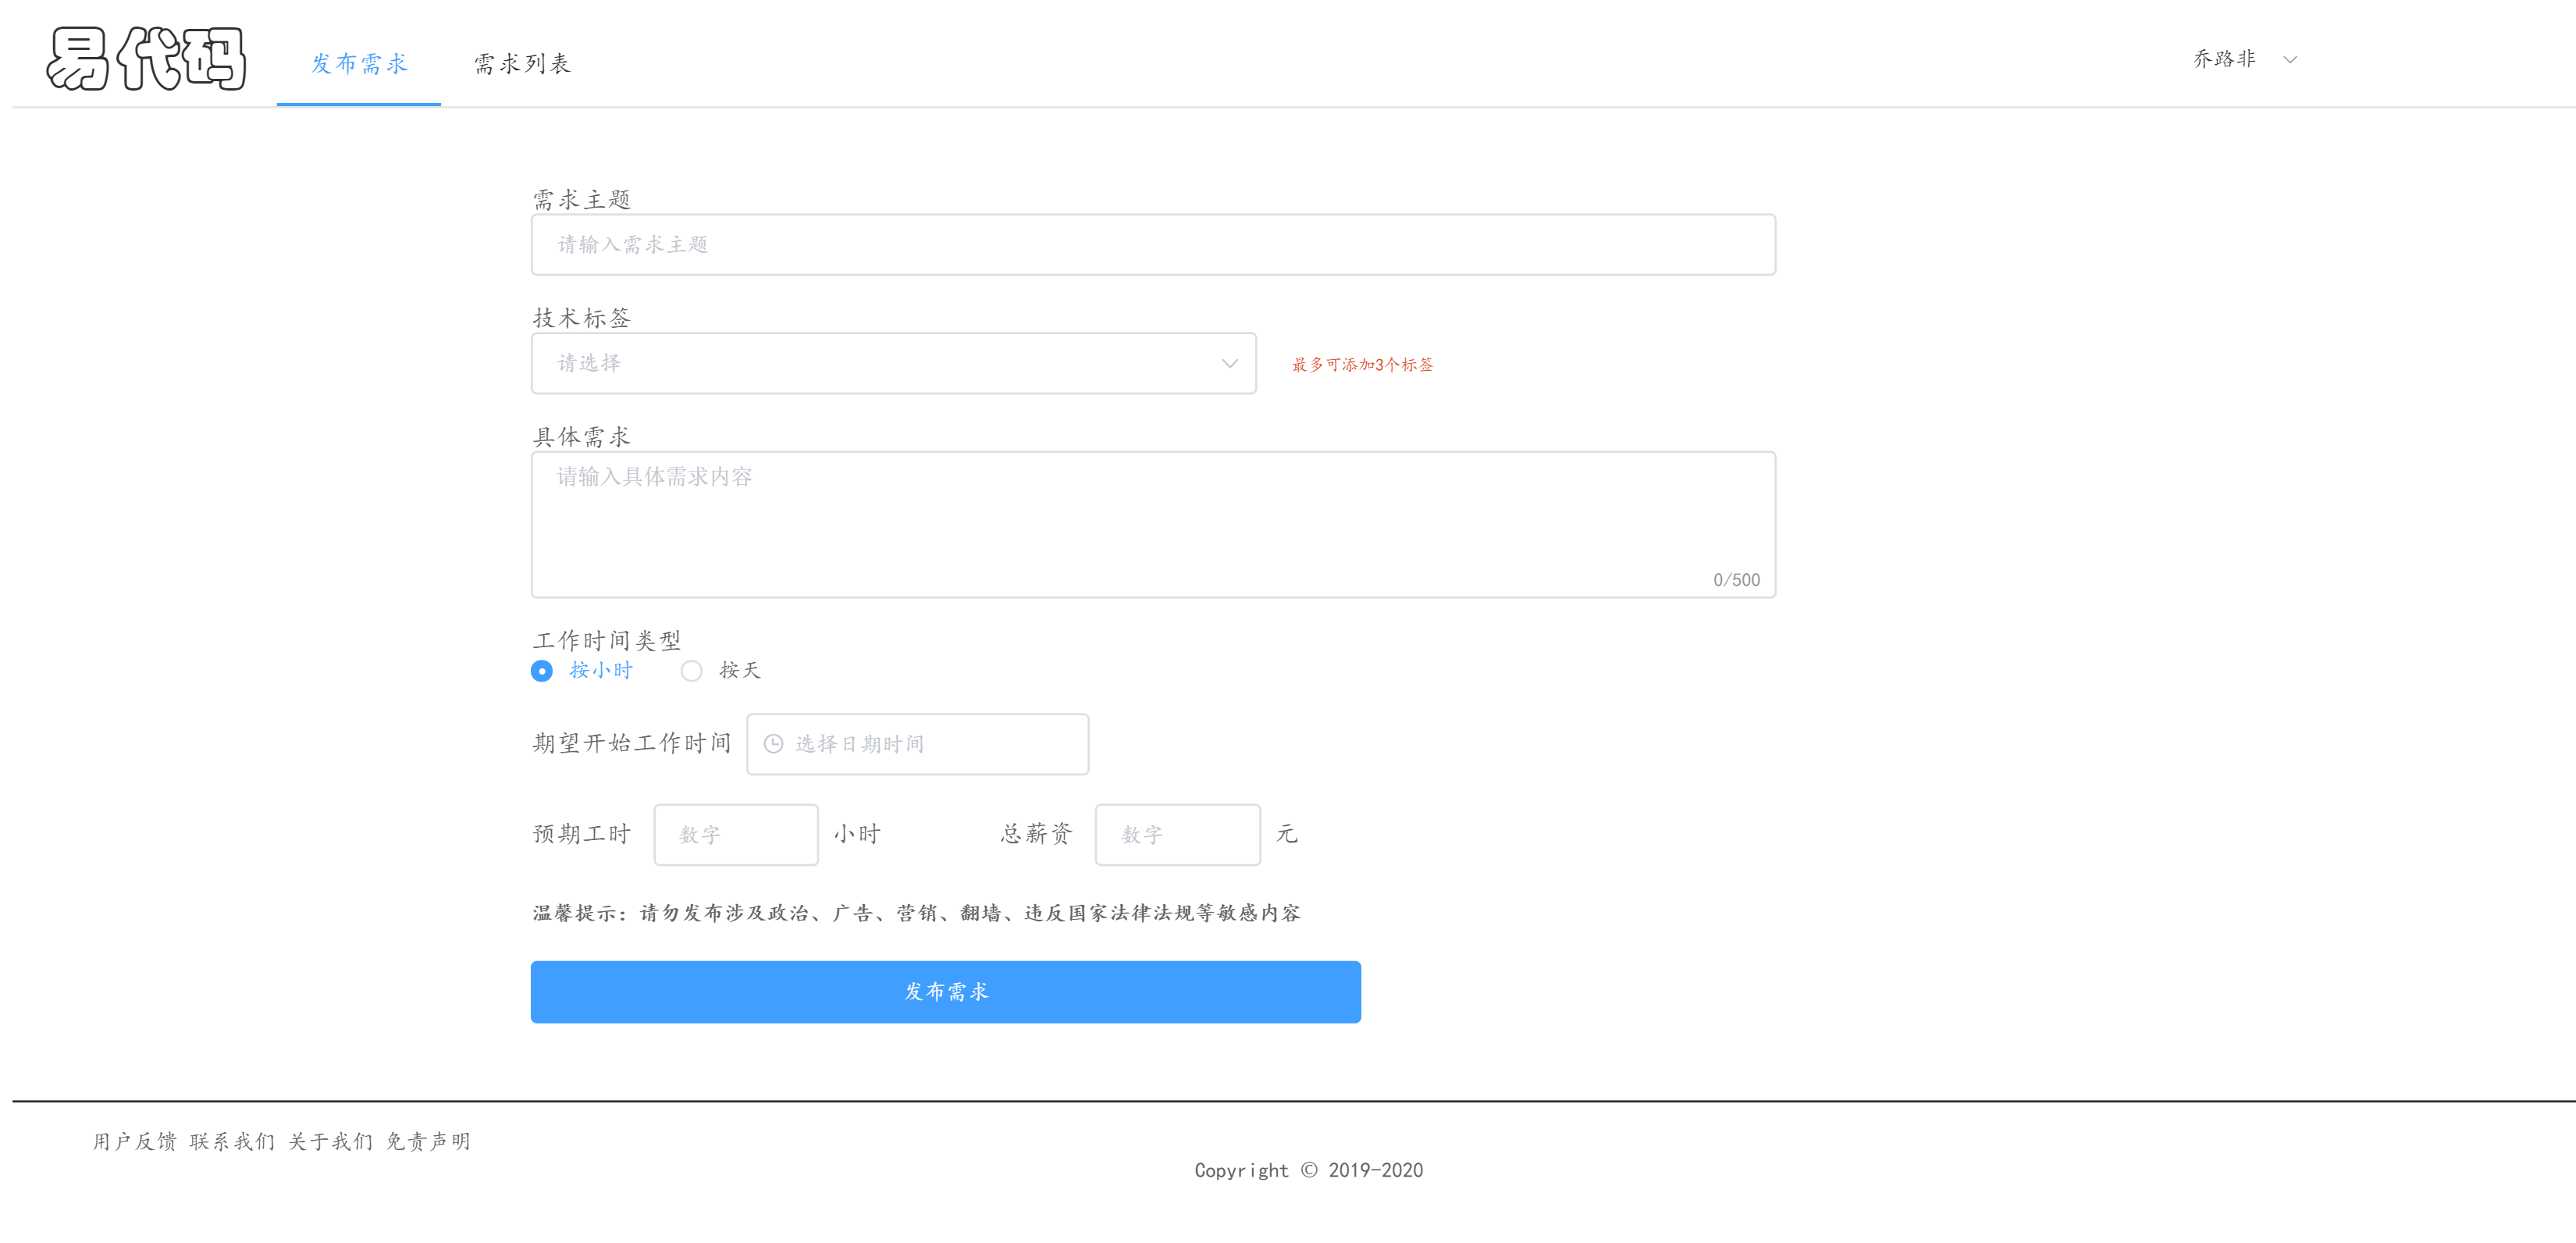 易代码 发布需求 需求列表 乔路非
需求主题
请输入需求主题
技术标签
请选择 最多可添加3个标签
具体需求
请输入具体需求内容
0/500
工作时间类型
按小时 按天
期望开始工作时间 选择日期时间
预期工时 数字 小时 总薪资 数字 元
温馨提示：请勿发布涉及政治、广告、营销、翻墙、违反国家法律法规等敏感内容
发布需求
用户反馈 联系我们 关于我们 免责声明
Copyright © 2019-2020